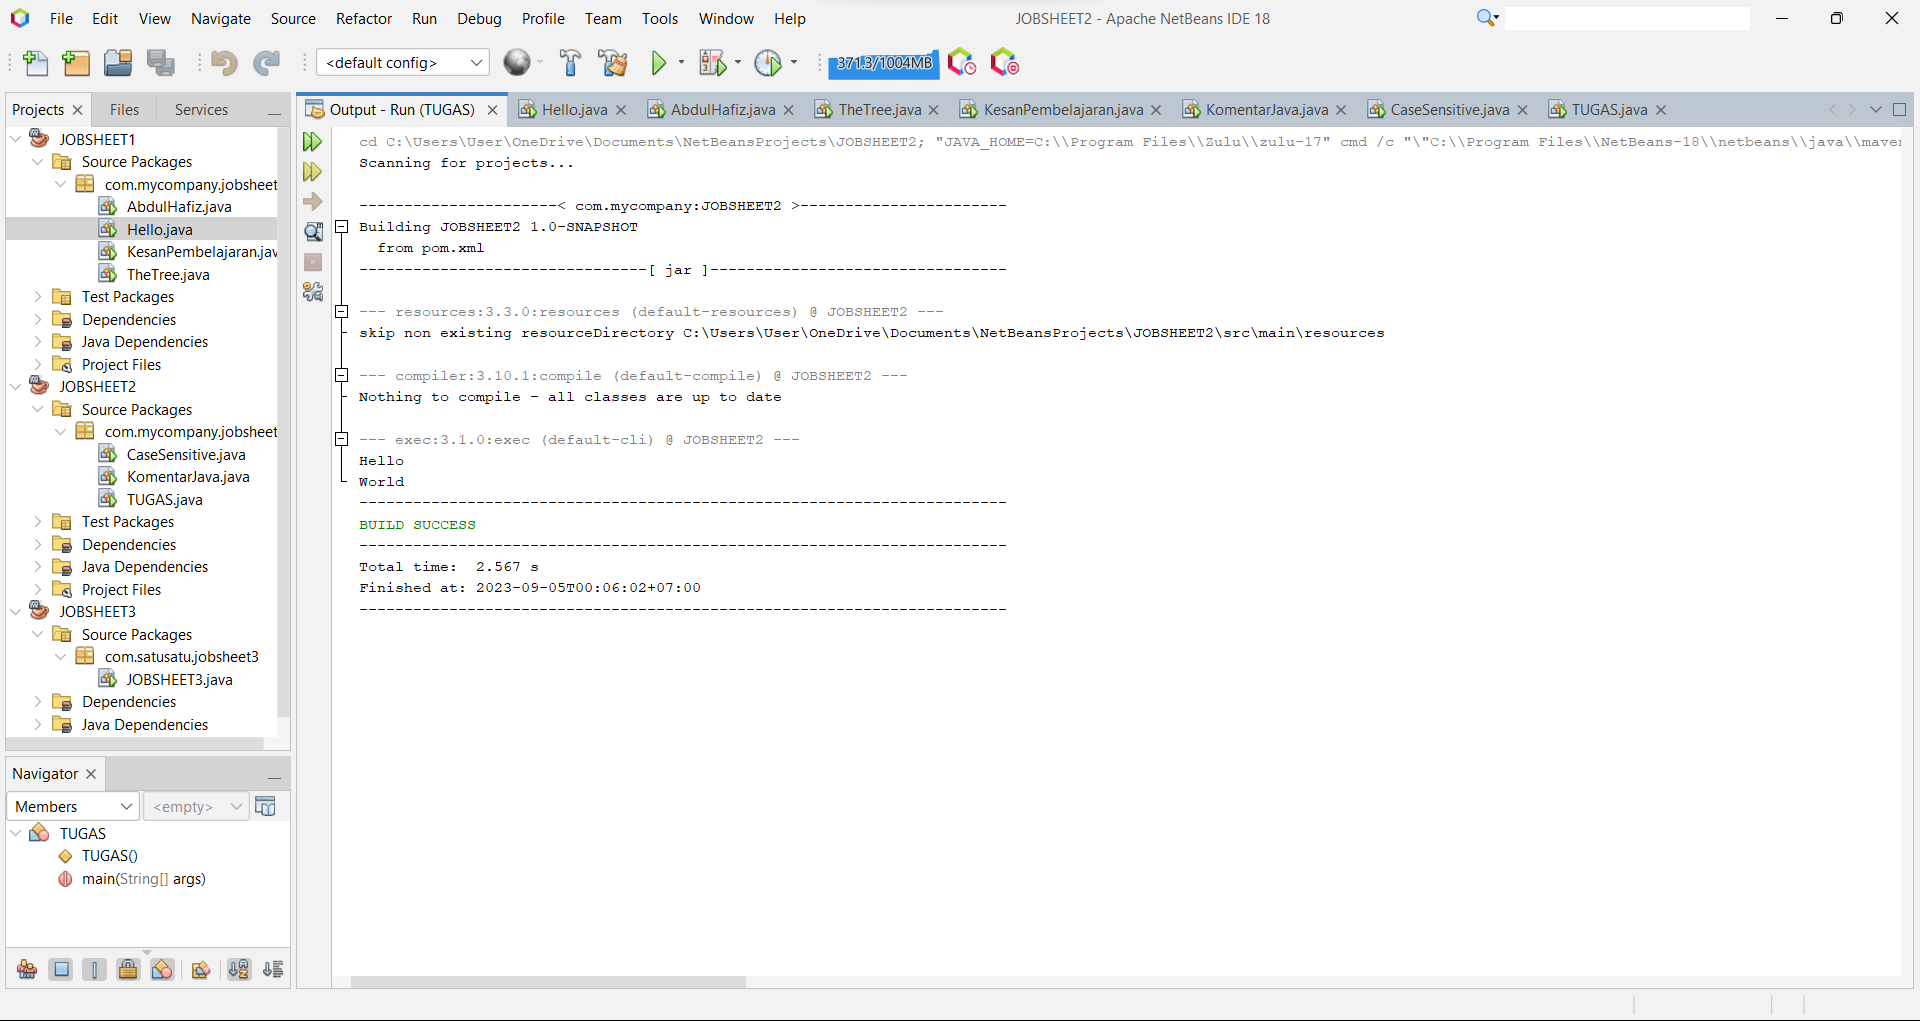 File Edit View Navigate Source Refactor Run Debug Profile Team Tools Window Help
JOBSHEET2 - Apache NetBeans IDE 18
<default config>
371.3/1004MB
Projects Files Services
Output - Run (TUGAS) Hello.java AbdulHafiz.java TheTree.java KesanPembelajaran.java KomentarJava.java CaseSensitive.java TUGAS.java
JOBSHEET1
Source Packages
com.mycompany.jobsheet
AbdulHafiz.java
Hello.java
KesanPembelajaran.jav
TheTree.java
Test Packages
Dependencies
Java Dependencies
Project Files
JOBSHEET2
Source Packages
com.mycompany.jobsheet
CaseSensitive.java
KomentarJava.java
TUGAS.java
Test Packages
Dependencies
Java Dependencies
Project Files
JOBSHEET3
Source Packages
com.satusatu.jobsheet3
JOBSHEET3.java
Dependencies
Java Dependencies
Navigator
Members
<empty>
TUGAS
TUGAS()
main(String[] args)
cd C:\Users\User\OneDrive\Documents\NetBeansProjects\JOBSHEET2; "JAVA_HOME=C:\\Program Files\\Zulu\\zulu-17" cmd /c "\"C:\\Program Files\\NetBeans-18\\netbeans\\java\\maven
Scanning for projects...
----------------------< com.mycompany:JOBSHEET2 >-----------------------
Building JOBSHEET2 1.0-SNAPSHOT
from pom.xml
--------------------------------[ jar ]---------------------------------
--- resources:3.3.0:resources (default-resources) @ JOBSHEET2 ---
skip non existing resourceDirectory C:\Users\User\OneDrive\Documents\NetBeansProjects\JOBSHEET2\src\main\resources
--- compiler:3.10.1:compile (default-compile) @ JOBSHEET2 ---
Nothing to compile - all classes are up to date
--- exec:3.1.0:exec (default-cli) @ JOBSHEET2 ---
Hello
World
------------------------------------------------------------------------
BUILD SUCCESS
------------------------------------------------------------------------
Total time:  2.567 s
Finished at: 2023-09-05T00:06:02+07:00
------------------------------------------------------------------------